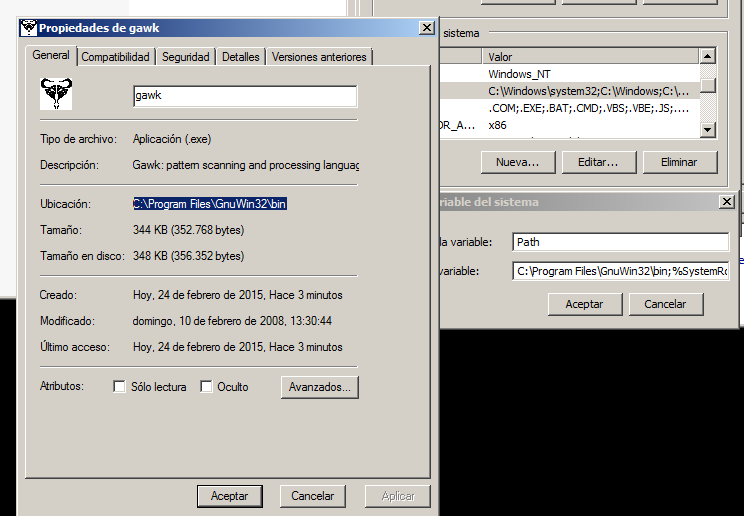 Propiedades de gawk
General
Compatibilidad
Seguridad
Detalles
Versiones anteriores
gawk
Tipo de archivo: Aplicación (.exe)
Descripción: Gawk: pattern scanning and processing languag
Ubicación: C:\Program Files\GnuWin32\bin
Tamaño: 344 KB (352.768 bytes)
Tamaño en disco: 348 KB (356.352 bytes)
Creado: Hoy, 24 de febrero de 2015, Hace 3 minutos
Modificado: domingo, 10 de febrero de 2008, 13:30:44
Último acceso: Hoy, 24 de febrero de 2015, Hace 3 minutos
Atributos: Sólo lectura Oculto Avanzados...
Aceptar Cancelar Aplicar
sistema
Valor
Windows_NT
C:\Windows\system32;C:\Windows;C:\...
.COM;.EXE;.BAT;.CMD;.VBS;.VBE;.JS;....
OR_A... x86
Nueva... Editar... Eliminar
riable del sistema
la variable: Path
variable: C:\Program Files\GnuWin32\bin;%SystemRo
Aceptar Cancelar